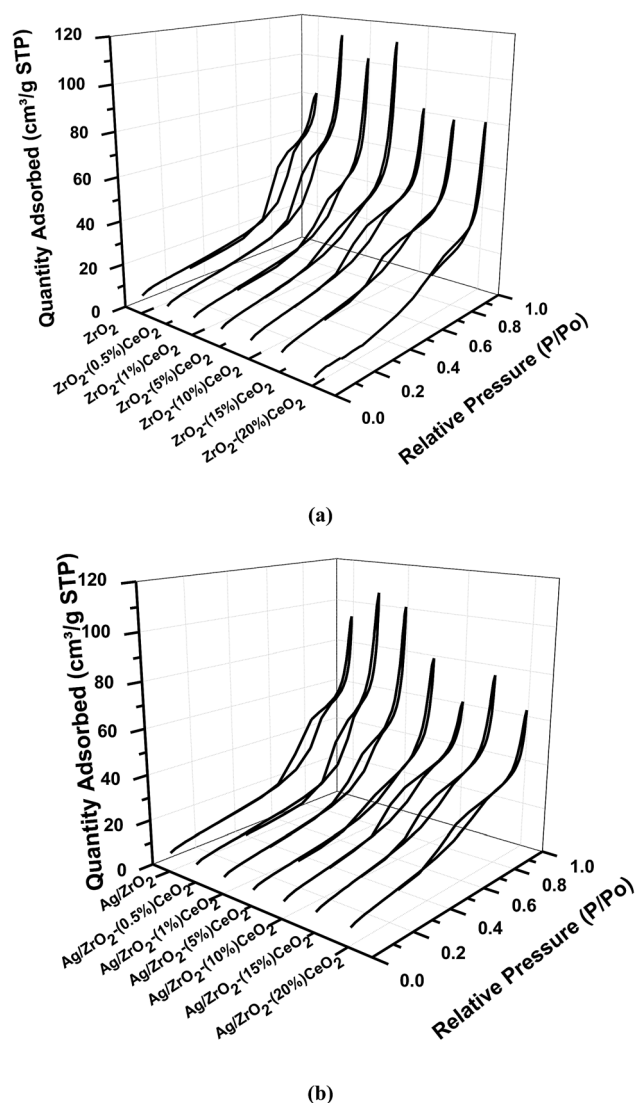 Quantity Adsorbed (cm³/g STP)
120
100
80
60
40
20
0
ZrO₂
ZrO₂-(0.5%)CeO₂
ZrO₂-(1%)CeO₂
ZrO₂-(5%)CeO₂
ZrO₂-(10%)CeO₂
ZrO₂-(15%)CeO₂
ZrO₂-(20%)CeO₂
0.0
0.2
0.4
0.6
0.8
1.0
Relative Pressure (P/Po)
(a)
Quantity Adsorbed (cm³/g STP)
120
100
80
60
40
20
0
Ag/ZrO₂
Ag/ZrO₂-(0.5%)CeO₂
Ag/ZrO₂-(1%)CeO₂
Ag/ZrO₂-(5%)CeO₂
Ag/ZrO₂-(10%)CeO₂
Ag/ZrO₂-(15%)CeO₂
Ag/ZrO₂-(20%)CeO₂
0.0
0.2
0.4
0.6
0.8
1.0
Relative Pressure (P/Po)
(b)